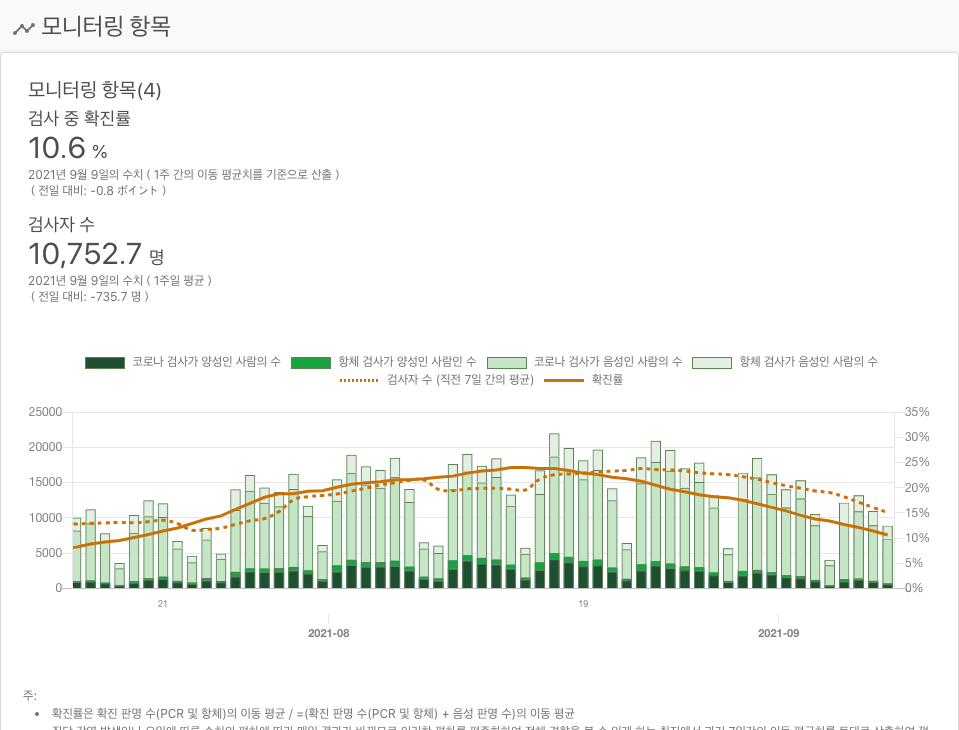 모니터링 항목
모니터링 항목(4)
검사 중 확진률
10.6 %
2021년 9월 9일의 수치 ( 1주 간의 이동 평균치를 기준으로 산출 )
( 전일 대비: -0.8 ポイント )
검사자 수
10,752.7 명
2021년 9월 9일의 수치 ( 1주일 평균 )
( 전일 대비: -735.7 명 )
코로나 검사가 양성인 사람의 수 항체 검사가 양성인 사람인 수 코로나 검사가 음성인 사람의 수 항체 검사가 음성인 사람의 수
검사자 수 (직전 7일 간의 평균) 확진률
25000 35%
30%
20000
25%
15000 20%
10000 15%
10%
5000
5%
0 0%
21 19
2021-08 2021-09
주:
• 확진률은 확진 판명 수(PCR 및 항체)의 이동 평균 / =(확진 판명 수(PCR 및 항체) + 음성 판명 수)의 이동 평균